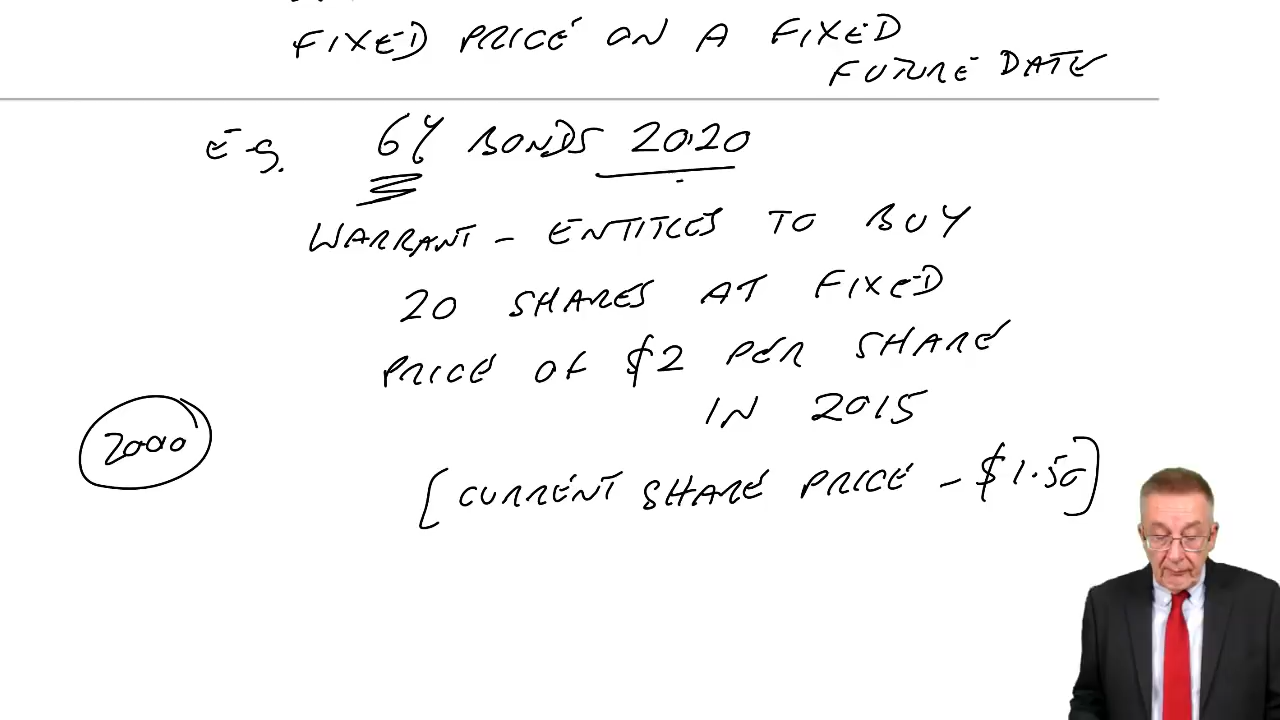 FIXED PRICE ON A FIXED
FUTURE DATE
E.g. 6% BONDS 2020
WARRANT - ENTITLES TO BUY
20 SHARES AT FIXED
PRICE OF $2 PER SHARE
IN 2015
2000
[CURRENT SHARE PRICE - $1.50]